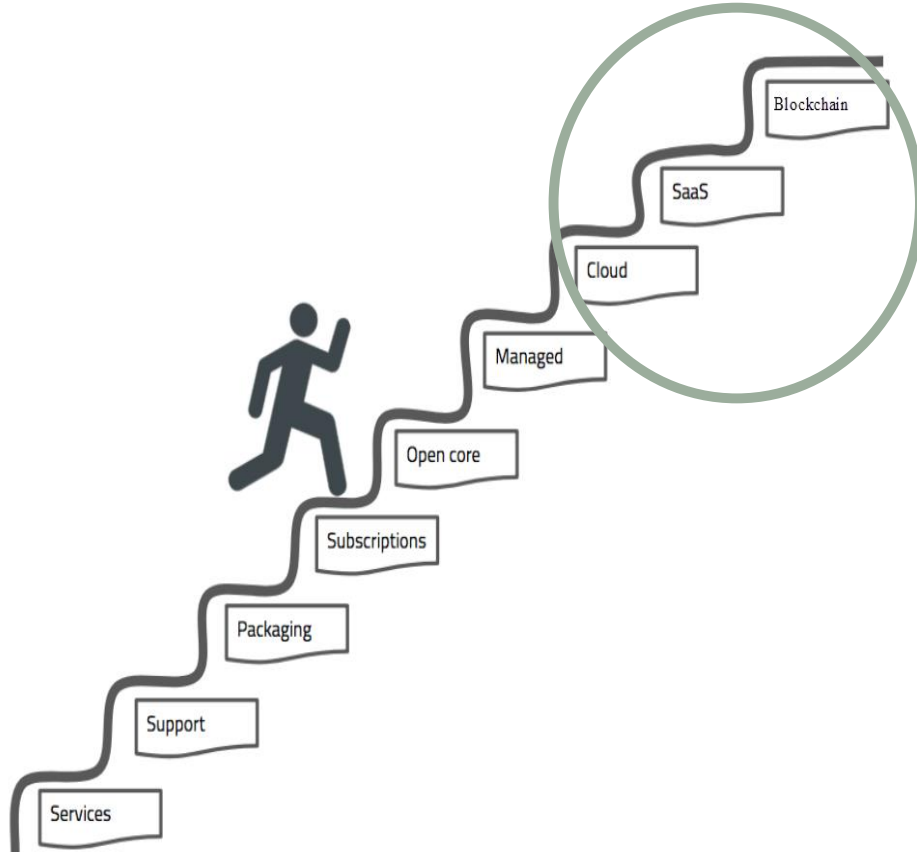 Blockchain
SaaS
Cloud
Managed
Open core
Subscriptions
Packaging
Support
Services